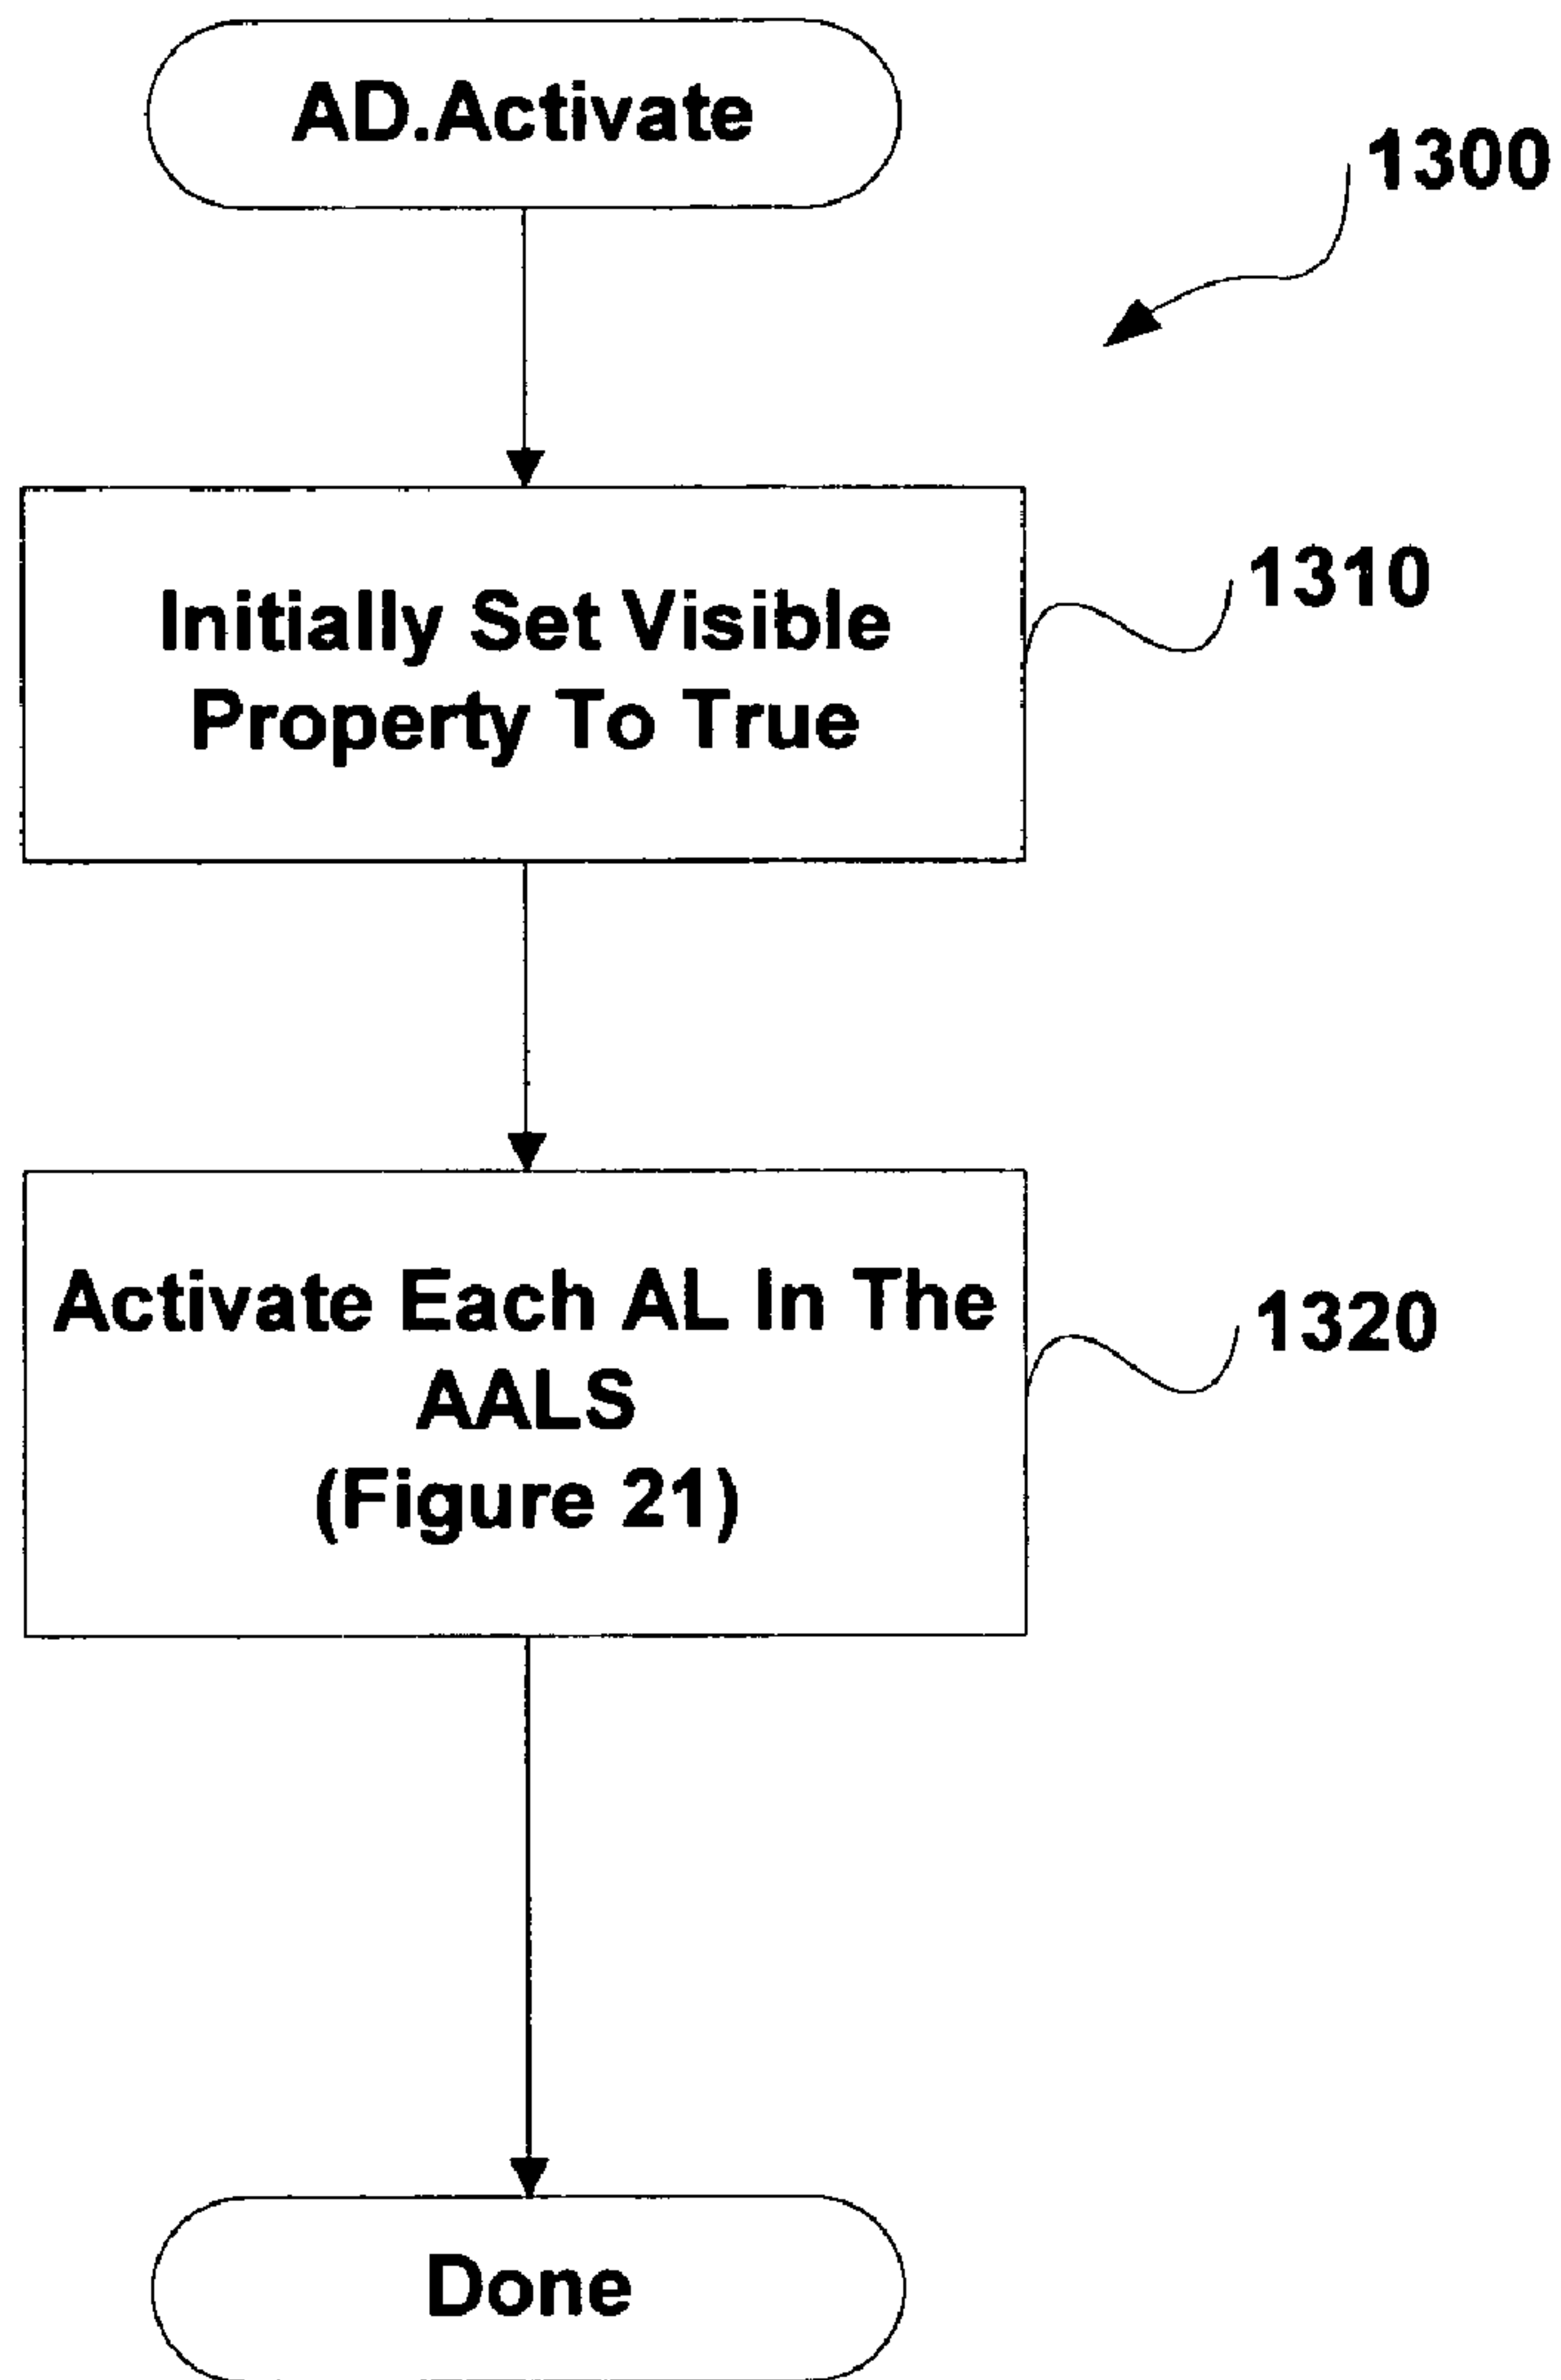 AD.Activate
1300
Initially Set Visible
Property To True
1310
Activate Each AL In The
AALS
(Figure 21)
1320
Done